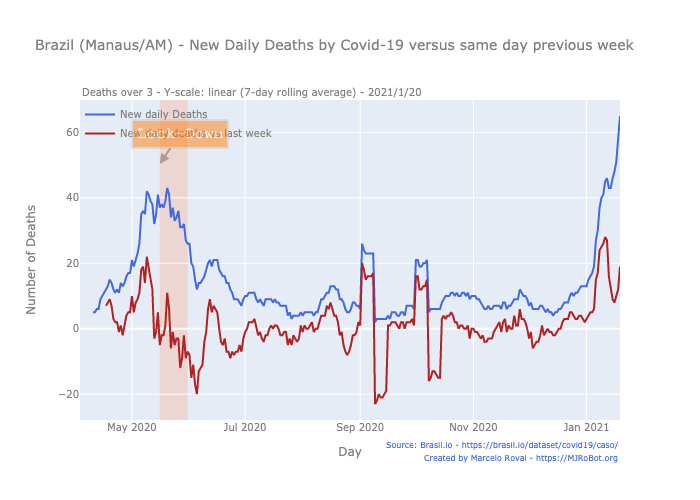 Brazil (Manaus/AM) - New Daily Deaths by Covid-19 versus same day previous week
Deaths over 3 - Y-scale: linear (7-day rolling average) - 2021/1/20
New daily Deaths
New daily deaths vs last week
Lock Down
60
40
20
0
−20
Number of Deaths
May 2020
Jul 2020
Sep 2020
Nov 2020
Jan 2021
Day
Source: Brasil.io - https://brasil.io/dataset/covid19/caso/
Created by Marcelo Rovai - https://MJRoBot.org